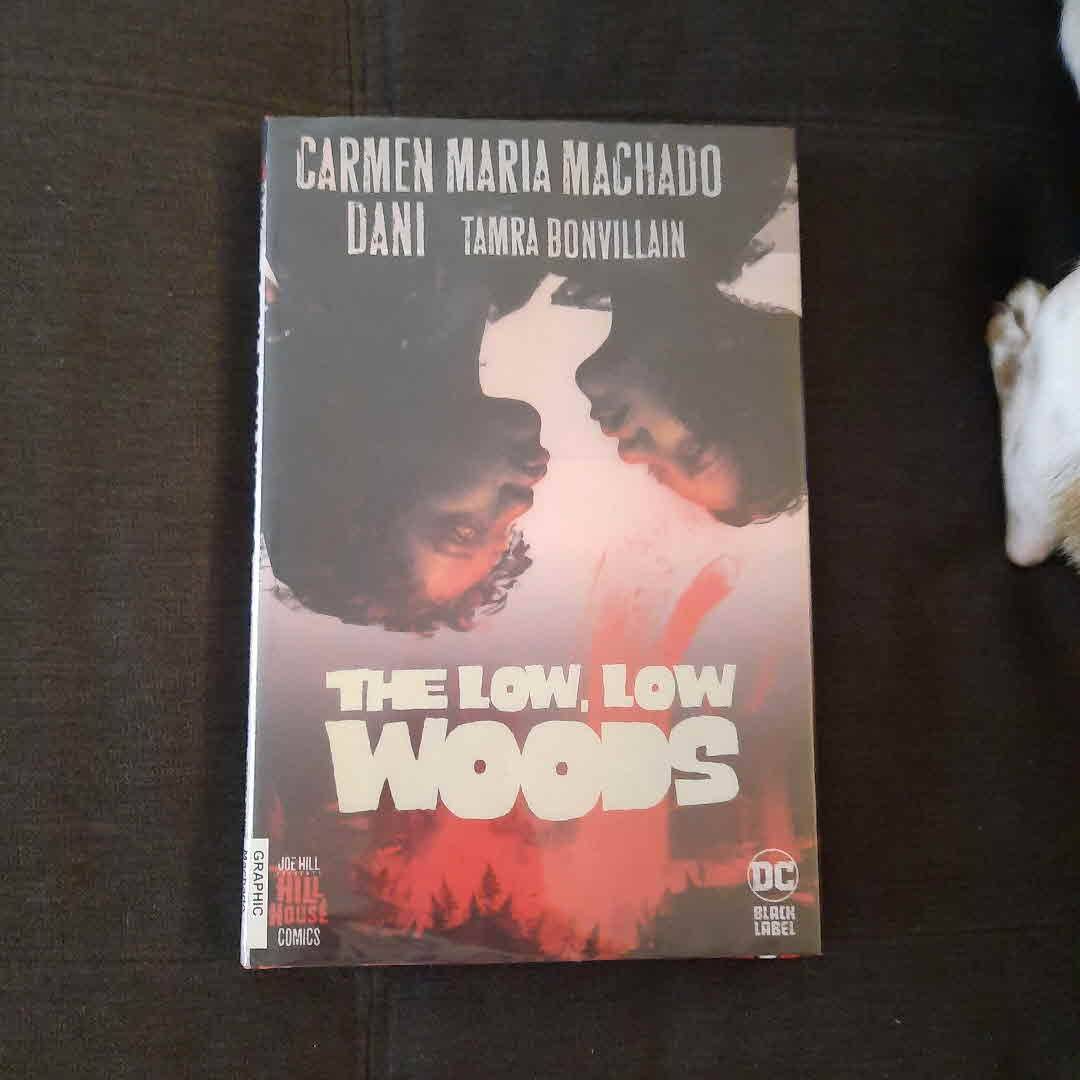 CARMEN MARIA MACHADO
DANI TAMRA BONVILLAIN
THE LOW, LOW
WOODS
GRAPHIC
JOE HILL
PRESENTS
HILL
HOUSE
COMICS
DC
BLACK
LABEL